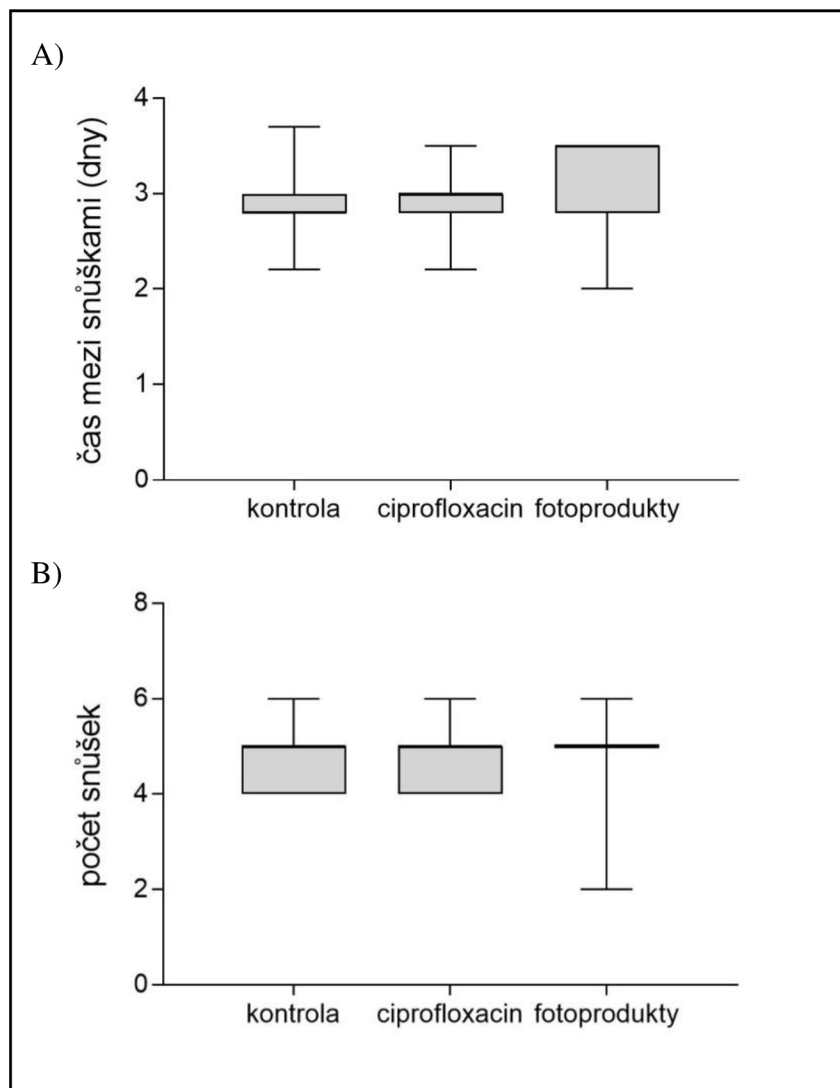 A)
čas mezi snůškami (dny)
4
3
2
1
0
kontrola ciprofloxacin fotoprodukty
B)
počet snůšek
8
6
4
2
0
kontrola ciprofloxacin fotoprodukty